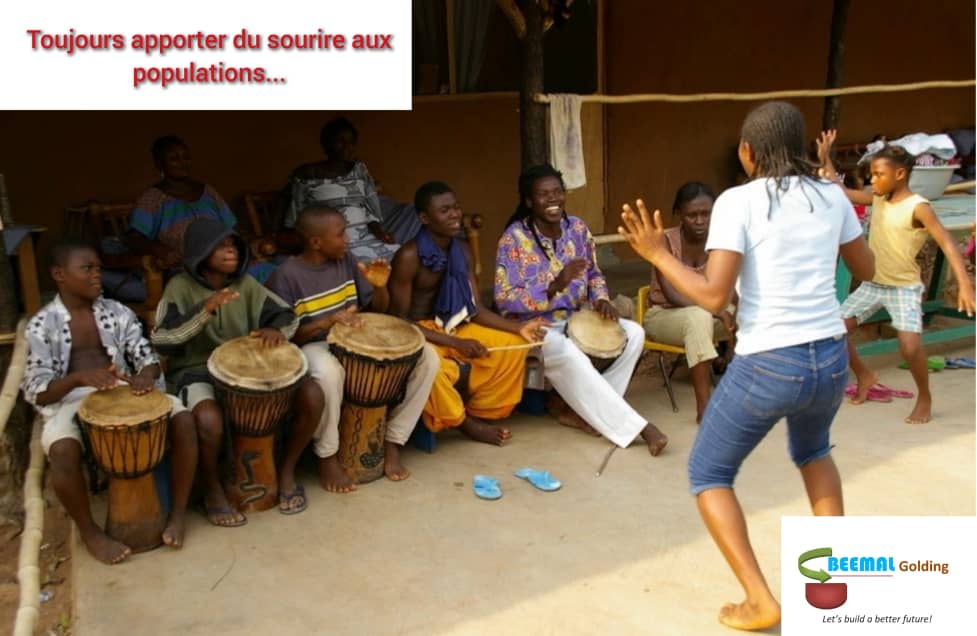 Toujours apporter du sourire aux
populations...
BEEMAL Golding
Let's build a better future!